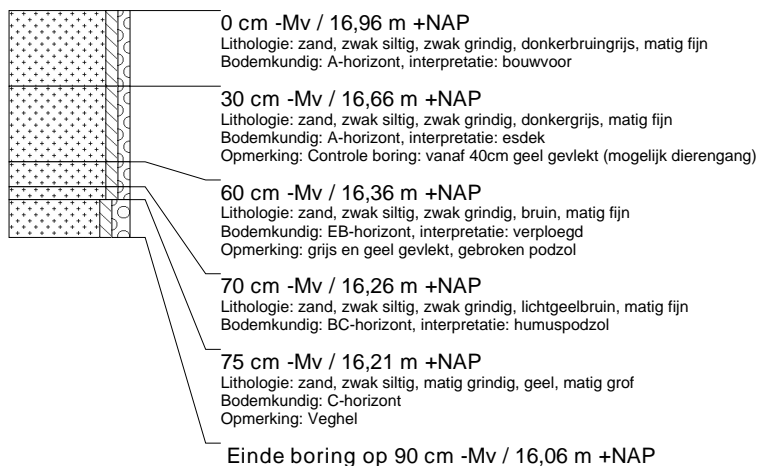 0 cm -Mv / 16,96 m +NAP
Lithologie: zand, zwak siltig, zwak grindig, donkerbruingrijs, matig fijn
Bodemkundig: A-horizont, interpretatie: bouwvoor
30 cm -Mv / 16,66 m +NAP
Lithologie: zand, zwak siltig, zwak grindig, donkergrijs, matig fijn
Bodemkundig: A-horizont, interpretatie: esdek
Opmerking: Controle boring: vanaf 40cm geel gevlekt (mogelijk dierengang)
60 cm -Mv / 16,36 m +NAP
Lithologie: zand, zwak siltig, zwak grindig, bruin, matig fijn
Bodemkundig: EB-horizont, interpretatie: verploegd
Opmerking: grijs en geel gevlekt, gebroken podzol
70 cm -Mv / 16,26 m +NAP
Lithologie: zand, zwak siltig, zwak grindig, lichtgeelbruin, matig fijn
Bodemkundig: BC-horizont, interpretatie: humuspodzol
75 cm -Mv / 16,21 m +NAP
Lithologie: zand, zwak siltig, matig grindig, geel, matig grof
Bodemkundig: C-horizont
Opmerking: Veghel
Einde boring op 90 cm -Mv / 16,06 m +NAP